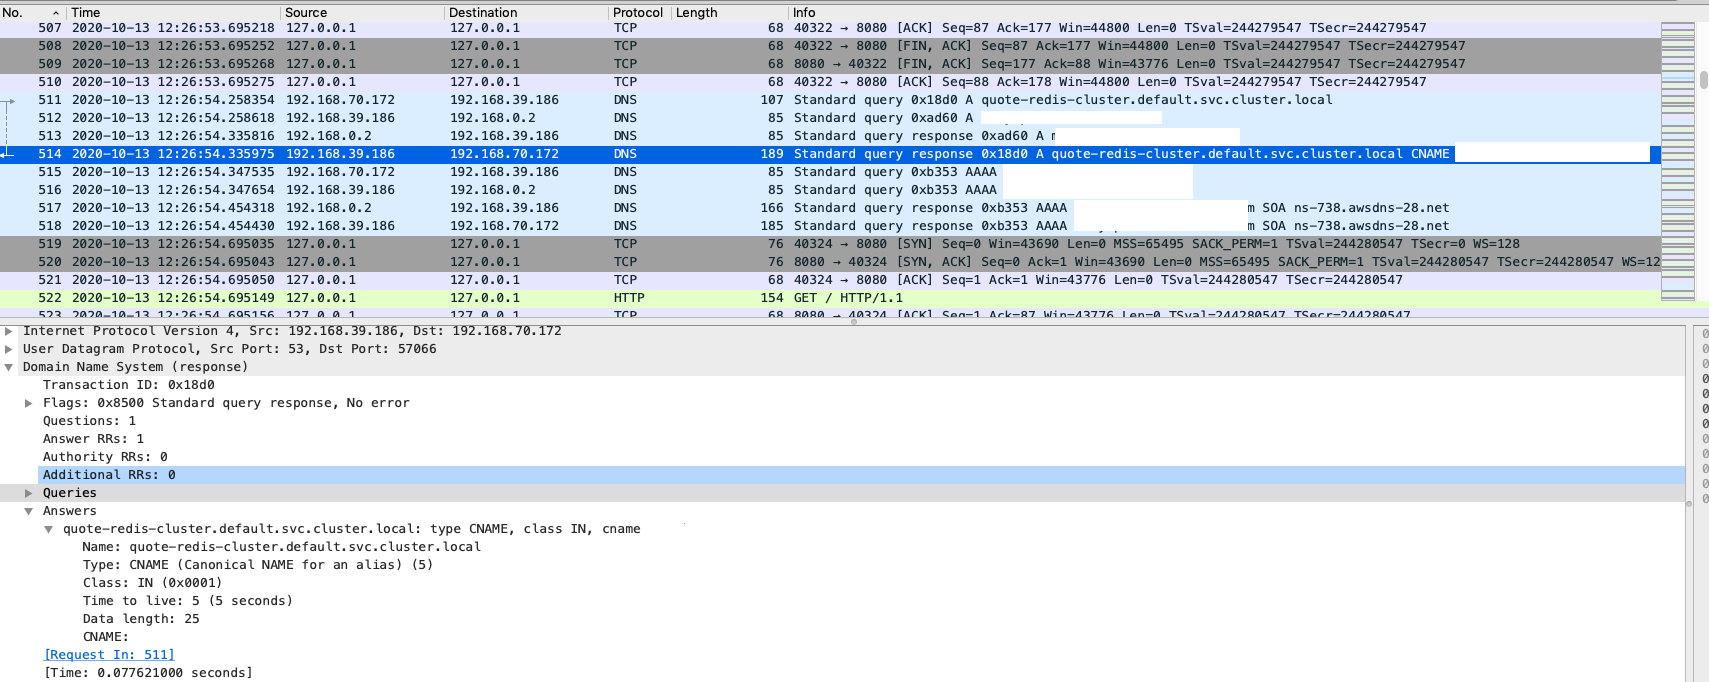 No. Time Source Destination Protocol Length Info
507 2020-10-13 12:26:53.695218 127.0.0.1 127.0.0.1 TCP 68 40322 → 8080 [ACK] Seq=87 Ack=177 Win=44800 Len=0 TSval=244279547 TSecr=244279547
508 2020-10-13 12:26:53.695252 127.0.0.1 127.0.0.1 TCP 68 40322 → 8080 [FIN, ACK] Seq=87 Ack=177 Win=44800 Len=0 TSval=244279547 TSecr=244279547
509 2020-10-13 12:26:53.695268 127.0.0.1 127.0.0.1 TCP 68 8080 → 40322 [FIN, ACK] Seq=177 Ack=88 Win=43776 Len=0 TSval=244279547 TSecr=244279547
510 2020-10-13 12:26:53.695275 127.0.0.1 127.0.0.1 TCP 68 40322 → 8080 [ACK] Seq=88 Ack=178 Win=44800 Len=0 TSval=244279547 TSecr=244279547
511 2020-10-13 12:26:54.258354 192.168.70.172 192.168.39.186 DNS 107 Standard query 0x18d0 A quote-redis-cluster.default.svc.cluster.local
512 2020-10-13 12:26:54.258618 192.168.39.186 192.168.0.2 DNS 85 Standard query 0xad60 A
513 2020-10-13 12:26:54.335816 192.168.0.2 192.168.39.186 DNS 85 Standard query response 0xad60 A
514 2020-10-13 12:26:54.335975 192.168.39.186 192.168.70.172 DNS 189 Standard query response 0x18d0 A quote-redis-cluster.default.svc.cluster.local CNAME
515 2020-10-13 12:26:54.347535 192.168.70.172 192.168.39.186 DNS 85 Standard query 0xb353 AAAA
516 2020-10-13 12:26:54.347654 192.168.39.186 192.168.0.2 DNS 85 Standard query 0xb353 AAAA
517 2020-10-13 12:26:54.454318 192.168.0.2 192.168.39.186 DNS 166 Standard query response 0xb353 AAAA m SOA ns-738.awsdns-28.net
518 2020-10-13 12:26:54.454430 192.168.39.186 192.168.70.172 DNS 185 Standard query response 0xb353 AAAA m SOA ns-738.awsdns-28.net
519 2020-10-13 12:26:54.695035 127.0.0.1 127.0.0.1 TCP 76 40324 → 8080 [SYN] Seq=0 Win=43690 Len=0 MSS=65495 SACK_PERM=1 TSval=244280547 TSecr=0 WS=128
520 2020-10-13 12:26:54.695043 127.0.0.1 127.0.0.1 TCP 76 8080 → 40324 [SYN, ACK] Seq=0 Ack=1 Win=43690 Len=0 MSS=65495 SACK_PERM=1 TSval=244280547 TSecr=244280547 WS=12
521 2020-10-13 12:26:54.695050 127.0.0.1 127.0.0.1 TCP 68 40324 → 8080 [ACK] Seq=1 Ack=1 Win=43776 Len=0 TSval=244280547 TSecr=244280547
522 2020-10-13 12:26:54.695149 127.0.0.1 127.0.0.1 HTTP 154 GET / HTTP/1.1
523 2020-10-13 12:26:54.695156 127.0.0.1 127.0.0.1 TCP 68 8080 → 40324 [ACK] Seq=1 Ack=87 Win=43776 Len=0 TSval=244280547 TSecr=244280547
Internet Protocol Version 4, Src: 192.168.39.186, Dst: 192.168.70.172
User Datagram Protocol, Src Port: 53, Dst Port: 57066
Domain Name System (response)
Transaction ID: 0x18d0
Flags: 0x8500 Standard query response, No error
Questions: 1
Answer RRs: 1
Authority RRs: 0
Additional RRs: 0
Queries
Answers
quote-redis-cluster.default.svc.cluster.local: type CNAME, class IN, cname
Name: quote-redis-cluster.default.svc.cluster.local
Type: CNAME (Canonical NAME for an alias) (5)
Class: IN (0x0001)
Time to live: 5 (5 seconds)
Data length: 25
CNAME:
[Request In: 511]
[Time: 0.077621000 seconds]